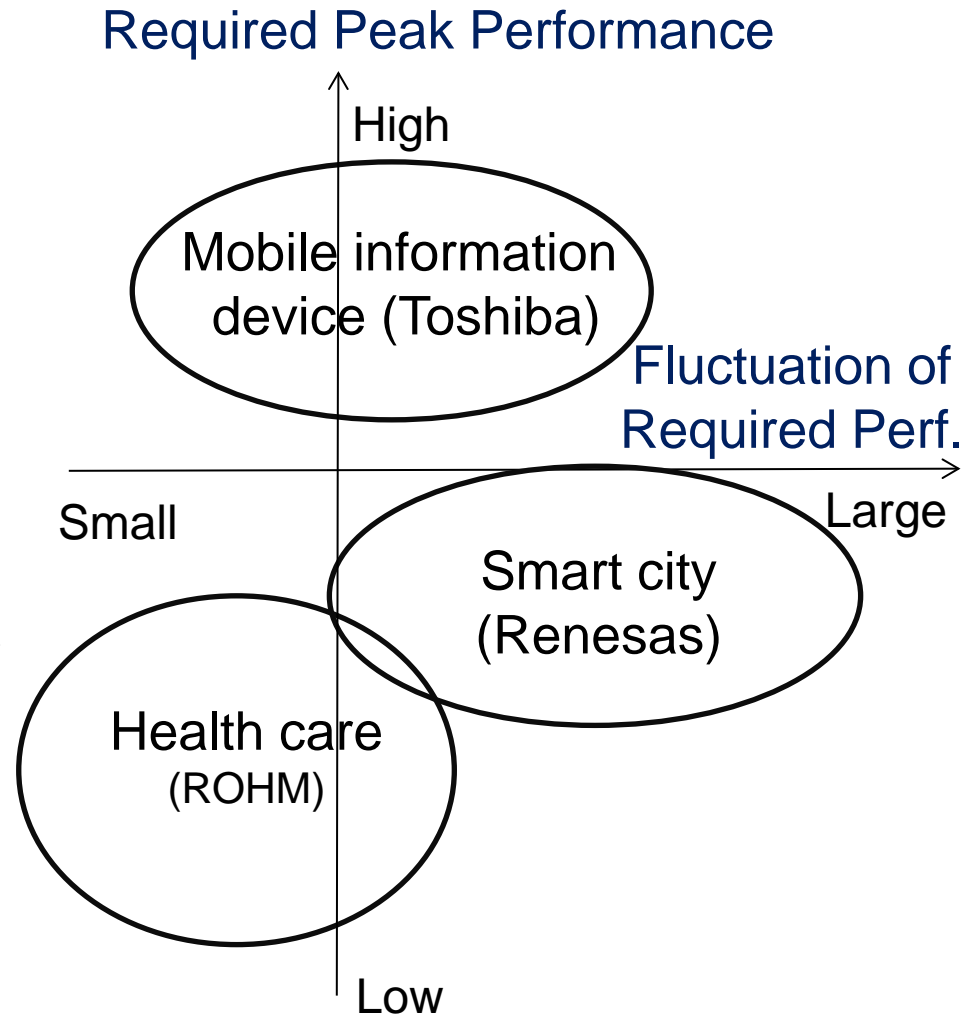 Required Peak Performance
High
Mobile information
device (Toshiba)
Fluctuation of
Required Perf.
Small
Large
Smart city
(Renesas)
Health care
(ROHM)
Low